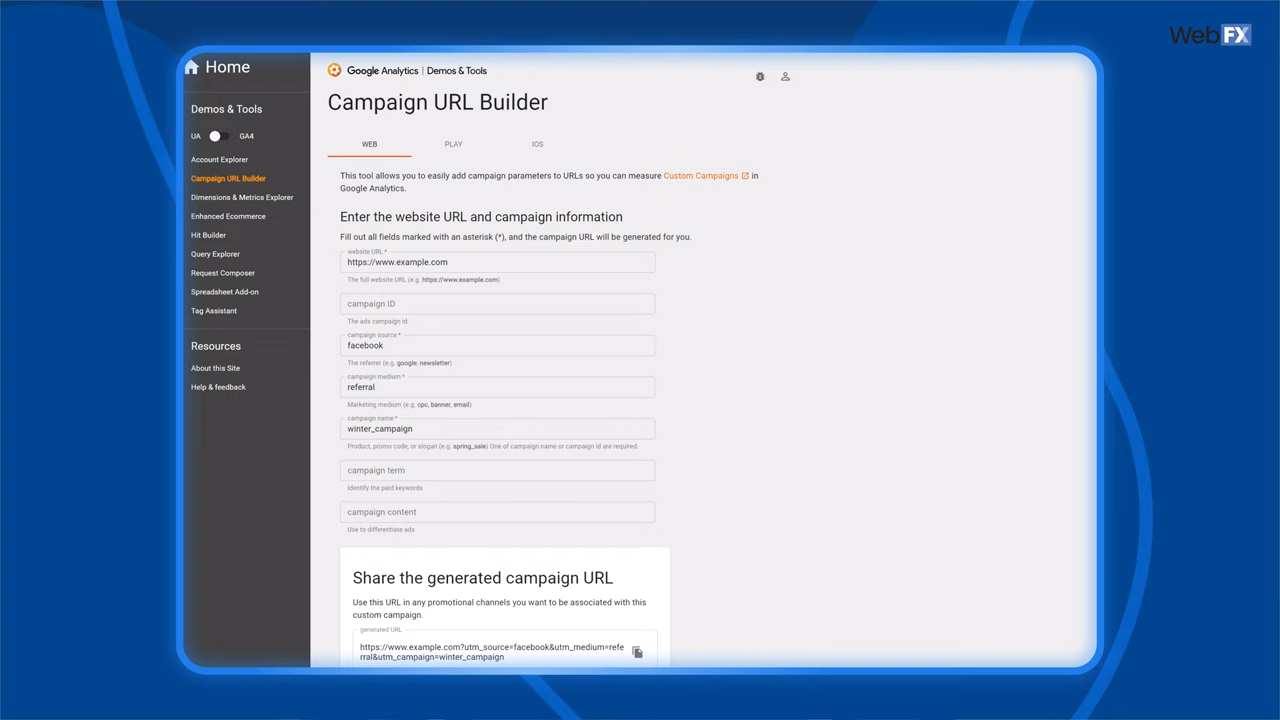 WebFX
Home
Demos & Tools
UA GA4
Account Explorer
Campaign URL Builder
Dimensions & Metrics Explorer
Enhanced Ecommerce
Hit Builder
Query Explorer
Request Composer
Spreadsheet Add-on
Tag Assistant
Resources
About this Site
Help & feedback
Google Analytics | Demos & Tools
Campaign URL Builder
WEB PLAY IOS
This tool allows you to easily add campaign parameters to URLs so you can measure Custom Campaigns in
Google Analytics.
Enter the website URL and campaign information
Fill out all fields marked with an asterisk (*), and the campaign URL will be generated for you.
website URL *
https://www.example.com
The full website URL (e.g. https://www.example.com)
campaign ID
The ads campaign id.
campaign source *
facebook
The referrer (e.g. google, newsletter)
campaign medium *
referral
Marketing medium (e.g. cpc, banner, email)
campaign name *
winter_campaign
Product, promo code, or slogan (e.g. spring_sale) One of campaign name or campaign id are required.
campaign term
Identify the paid keywords
campaign content
Use to differentiate ads
Share the generated campaign URL
Use this URL in any promotional channels you want to be associated with this
custom campaign.
generated URL
https://www.example.com?utm_source=facebook&utm_medium=refe
rral&utm_campaign=winter_campaign